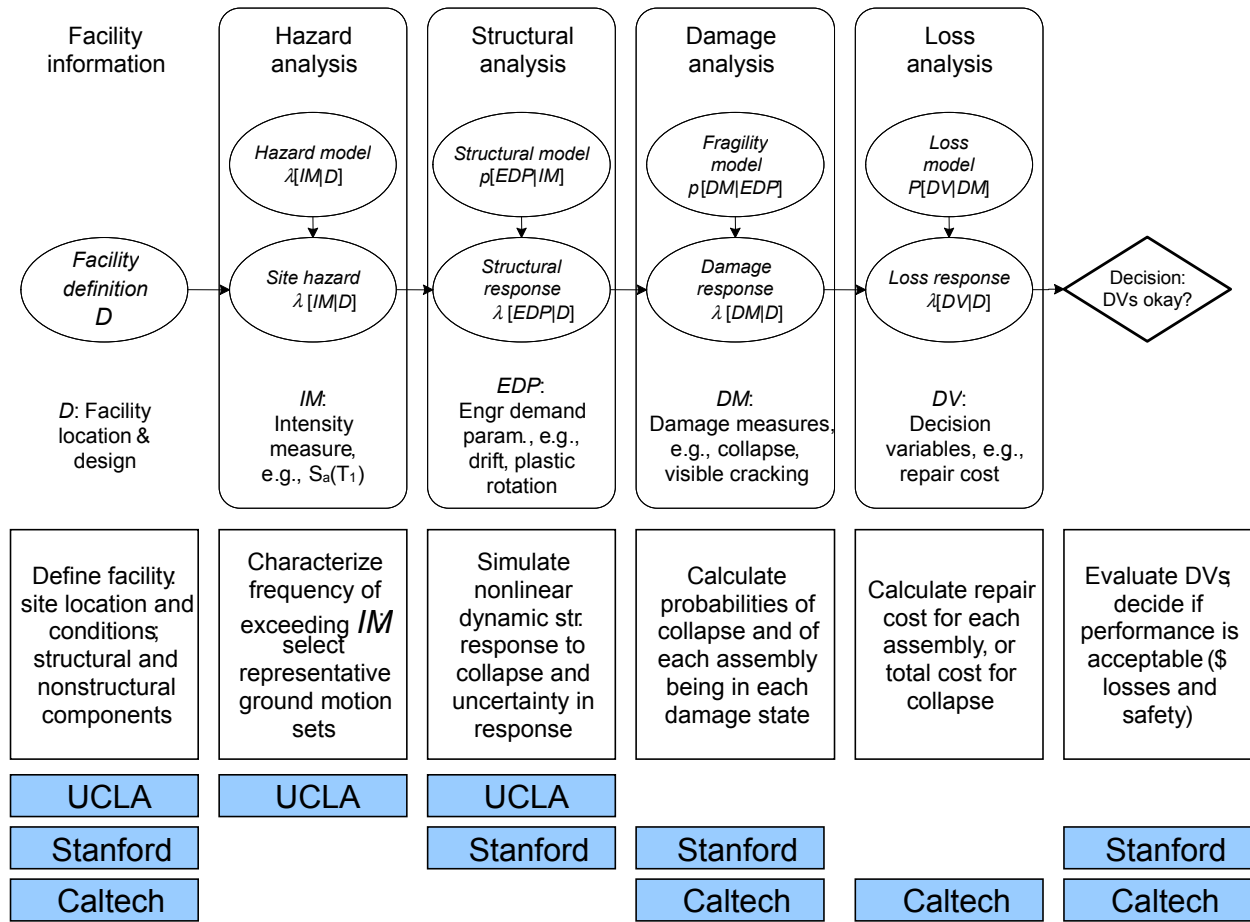 Facility
information
Hazard
analysis
Structural
analysis
Damage
analysis
Loss
analysis
Hazard model
λ[IM|D]
Structural model
p[EDP|IM]
Fragility
model
p[DM|EDP]
Loss
model
P[DV|DM]
Facility
definition
D
Site hazard
λ [IM|D]
Structural
response
λ [EDP|D]
Damage
response
λ [DM|D]
Loss response
λ[DV|D]
Decision:
DVs okay?
D: Facility
location &
design
IM:
Intensity
measure,
e.g., Sₐ(T₁)
EDP:
Engr demand
param., e.g.,
drift, plastic
rotation
DM:
Damage measures,
e.g., collapse,
visible cracking
DV:
Decision
variables, e.g.,
repair cost
Define facility:
site location and
conditions;
structural and
nonstructural
components
Characterize
frequency of
exceeding IM;
select
representative
ground motion
sets
Simulate
nonlinear
dynamic str.
response to
collapse and
uncertainty in
response
Calculate
probabilities of
collapse and of
each assembly
being in each
damage state
Calculate repair
cost for each
assembly, or
total cost for
collapse
Evaluate DVs;
decide if
performance is
acceptable ($
losses and
safety)
UCLA
UCLA
UCLA
Stanford
Stanford
Stanford
Stanford
Caltech
Caltech
Caltech
Caltech